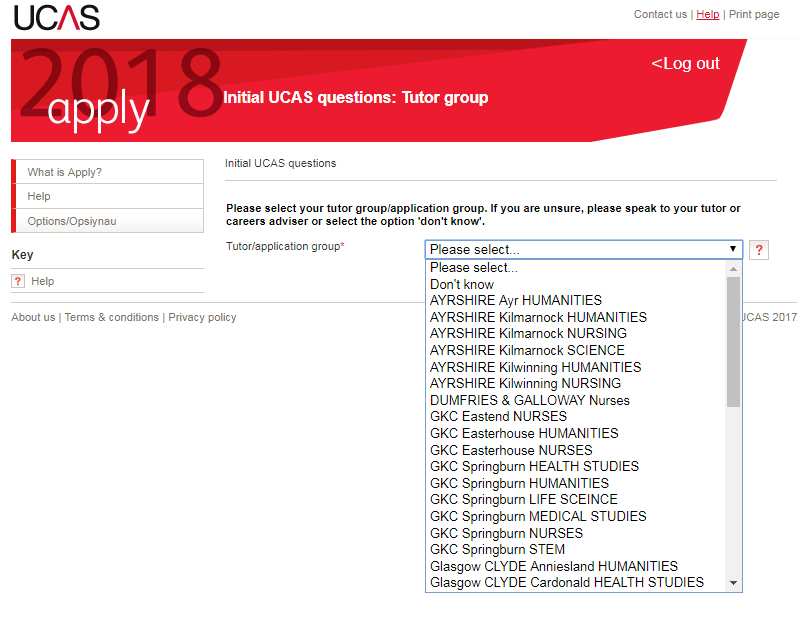 UCAS
Contact us | Help | Print page
2018
apply
Initial UCAS questions: Tutor group
<Log out
What is Apply?
Help
Options/Opsiynau
Key
? Help
Initial UCAS questions
Please select your tutor group/application group. If you are unsure, please speak to your tutor or
careers adviser or select the option 'don't know'.
Tutor/application group*
Please select...
?
Please select...
Don't know
AYRSHIRE Ayr HUMANITIES
AYRSHIRE Kilmarnock HUMANITIES
AYRSHIRE Kilmarnock NURSING
AYRSHIRE Kilmarnock SCIENCE
AYRSHIRE Kilwinning HUMANITIES
AYRSHIRE Kilwinning NURSING
DUMFRIES & GALLOWAY Nurses
GKC Eastend NURSES
GKC Easterhouse HUMANITIES
GKC Easterhouse NURSES
GKC Springburn HEALTH STUDIES
GKC Springburn HUMANITIES
GKC Springburn LIFE SCEINCE
GKC Springburn MEDICAL STUDIES
GKC Springburn NURSES
GKC Springburn STEM
Glasgow CLYDE Anniesland HUMANITIES
Glasgow CLYDE Cardonald HEALTH STUDIES
About us | Terms & conditions | Privacy policy
UCAS 2017